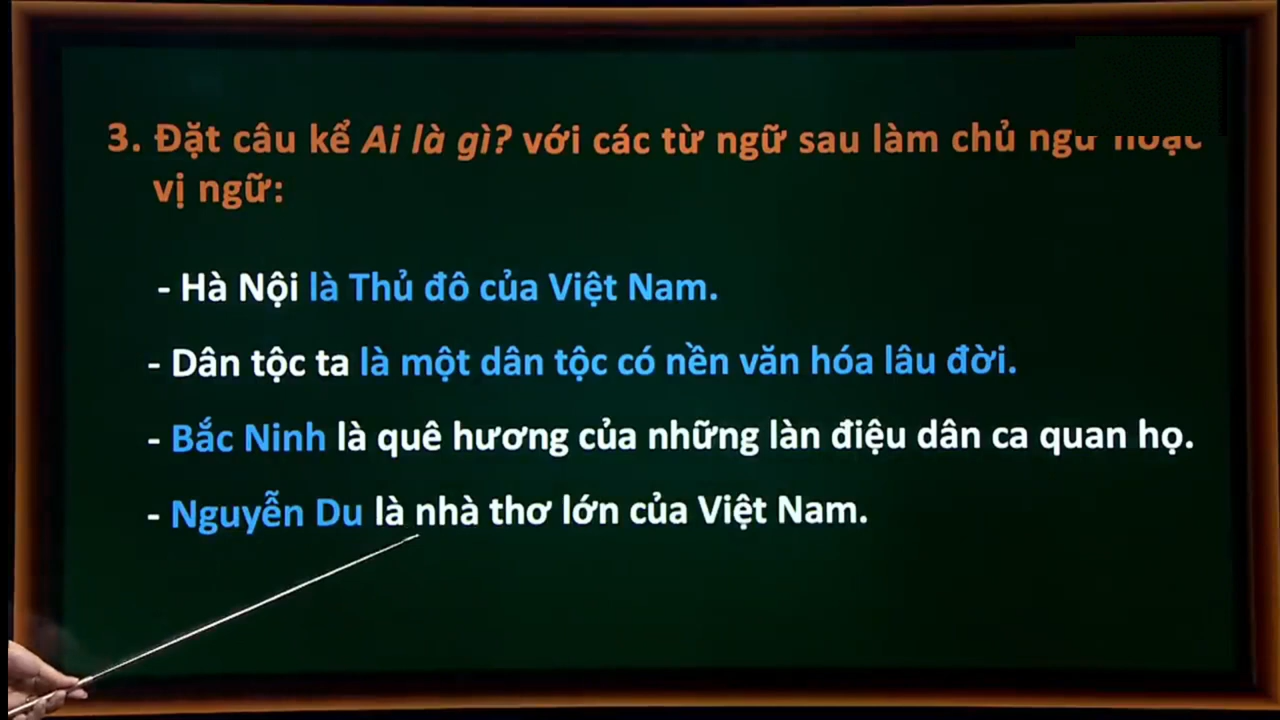 3. Đặt câu kể Ai là gì? với các từ ngữ sau làm chủ ngữ hoặc
vị ngữ:
- Hà Nội là Thủ đô của Việt Nam.
- Dân tộc ta là một dân tộc có nền văn hóa lâu đời.
- Bắc Ninh là quê hương của những làn điệu dân ca quan họ.
- Nguyễn Du là nhà thơ lớn của Việt Nam.